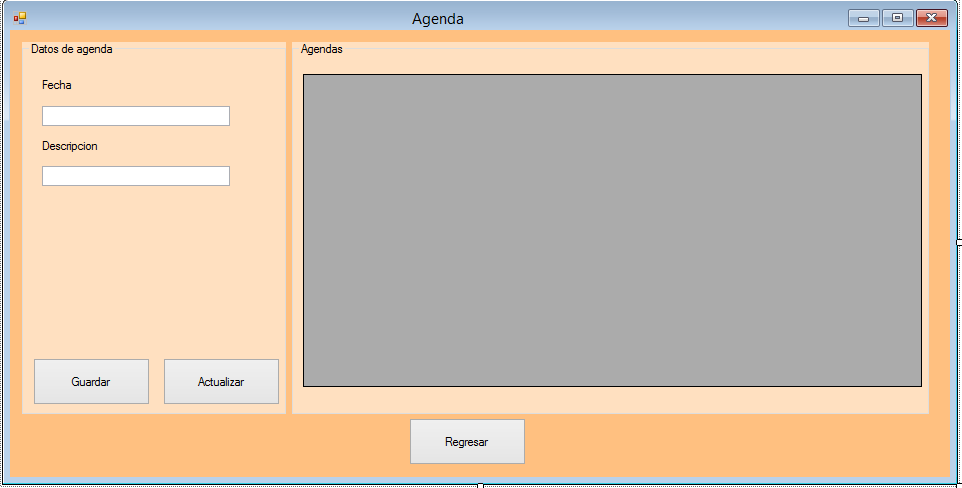 Agenda
Datos de agenda
Agendas
Fecha
Descripcion
Guardar
Actualizar
Regresar